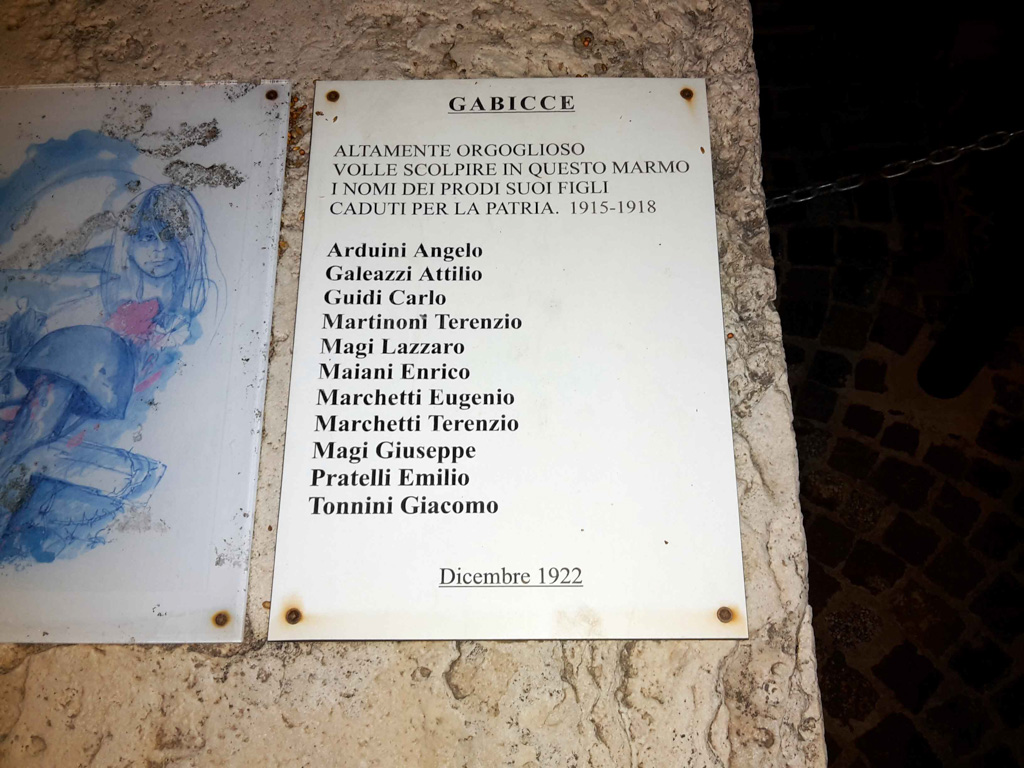 GABICCE
ALTAMENTE ORGOGLIOSO
VOLLE SCOLPIRE IN QUESTO MARMO
I NOMI DEI PRODI SUOI FIGLI
CADUTI PER LA PATRIA. 1915-1918
Arduini Angelo
Galeazzi Attilio
Guidi Carlo
Martinoni Terenzio
Magi Lazzaro
Maiani Enrico
Marchetti Eugenio
Marchetti Terenzio
Magi Giuseppe
Pratelli Emilio
Tonnini Giacomo
Dicembre 1922